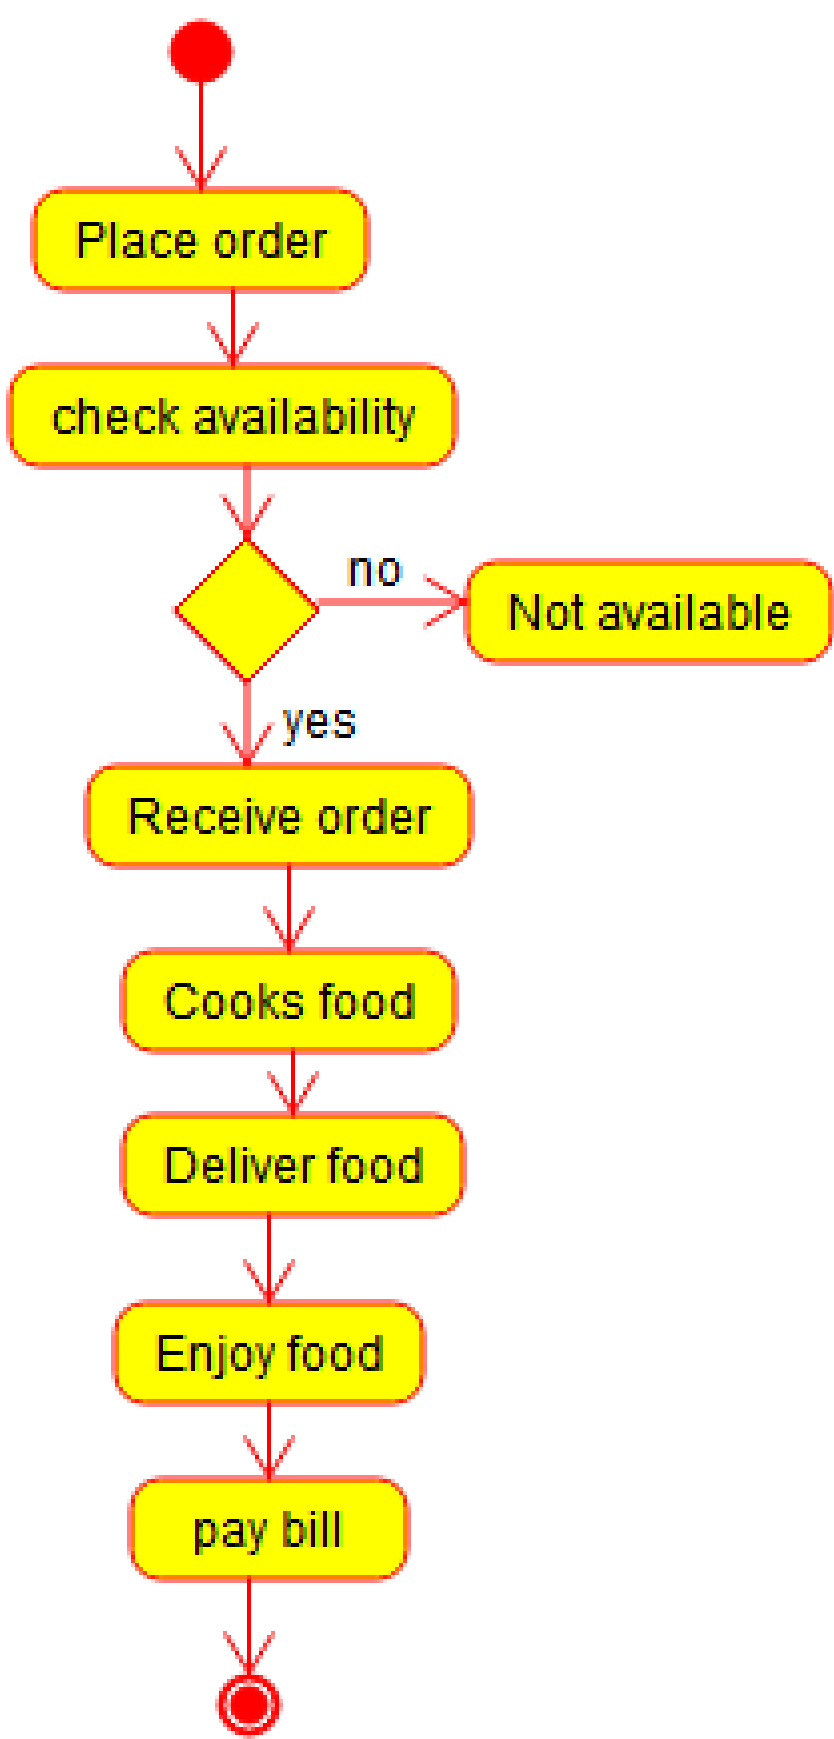 Place order
check availability
no
Not available
yes
Receive order
Cooks food
Deliver food
Enjoy food
pay bill